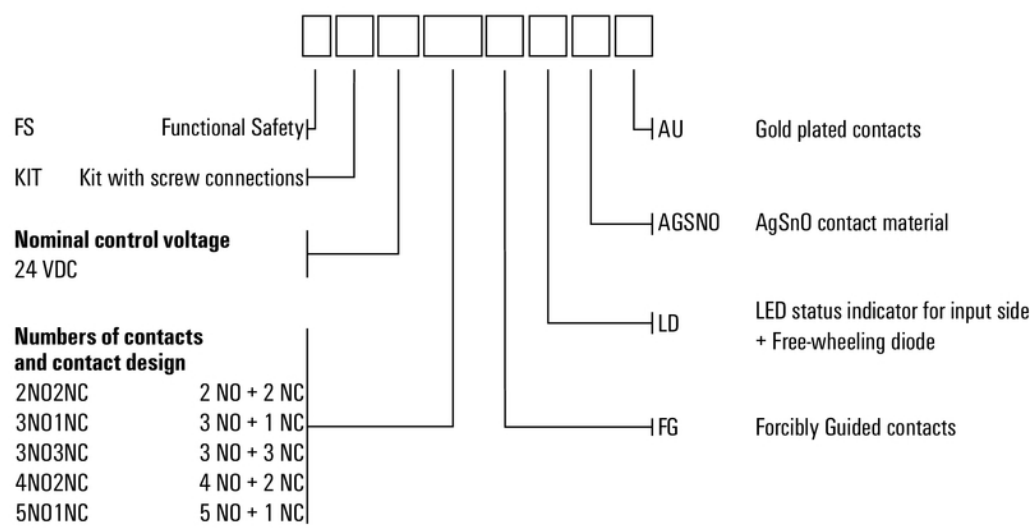 FS Functional Safety
KIT Kit with screw connections
Nominal control voltage
24 VDC
Numbers of contacts
and contact design
2NO2NC 2 NO + 2 NC
3NO1NC 3 NO + 1 NC
3NO3NC 3 NO + 3 NC
4NO2NC 4 NO + 2 NC
5NO1NC 5 NO + 1 NC
AU Gold plated contacts
AGSNO AgSnO contact material
LD LED status indicator for input side
+ Free-wheeling diode
FG Forcibly Guided contacts